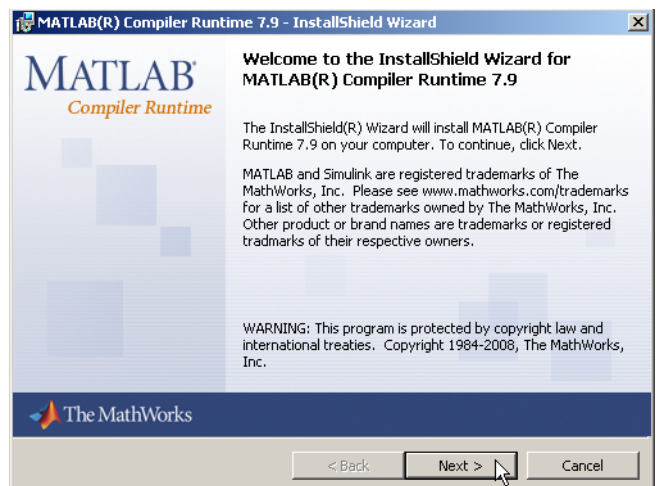 MATLAB(R) Compiler Runtime 7.9 - InstallShield Wizard
MATLAB®
Compiler Runtime
Welcome to the InstallShield Wizard for
MATLAB(R) Compiler Runtime 7.9
The InstallShield(R) Wizard will install MATLAB(R) Compiler
Runtime 7.9 on your computer. To continue, click Next.
MATLAB and Simulink are registered trademarks of The
MathWorks, Inc. Please see www.mathworks.com/trademarks
for a list of other trademarks owned by The MathWorks, Inc.
Other product or brand names are trademarks or registered
tradmarks of their respective owners.
WARNING: This program is protected by copyright law and
international treaties. Copyright 1984-2008, The MathWorks,
Inc.
The MathWorks
< Back
Next >
Cancel